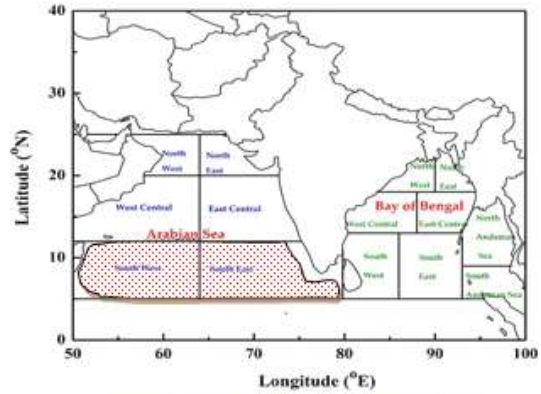 40
30
20
10
0
Latitude (°N)
North
West
North
East
West Central
East Central
Arabian Sea
South West
South East
North
West
North
East
Bay of Bengal
West Central
East Central
South
West
South
East
North
Andaman
Sea
South
Andaman Sea
50
60
70
80
90
100
Longitude (°E)